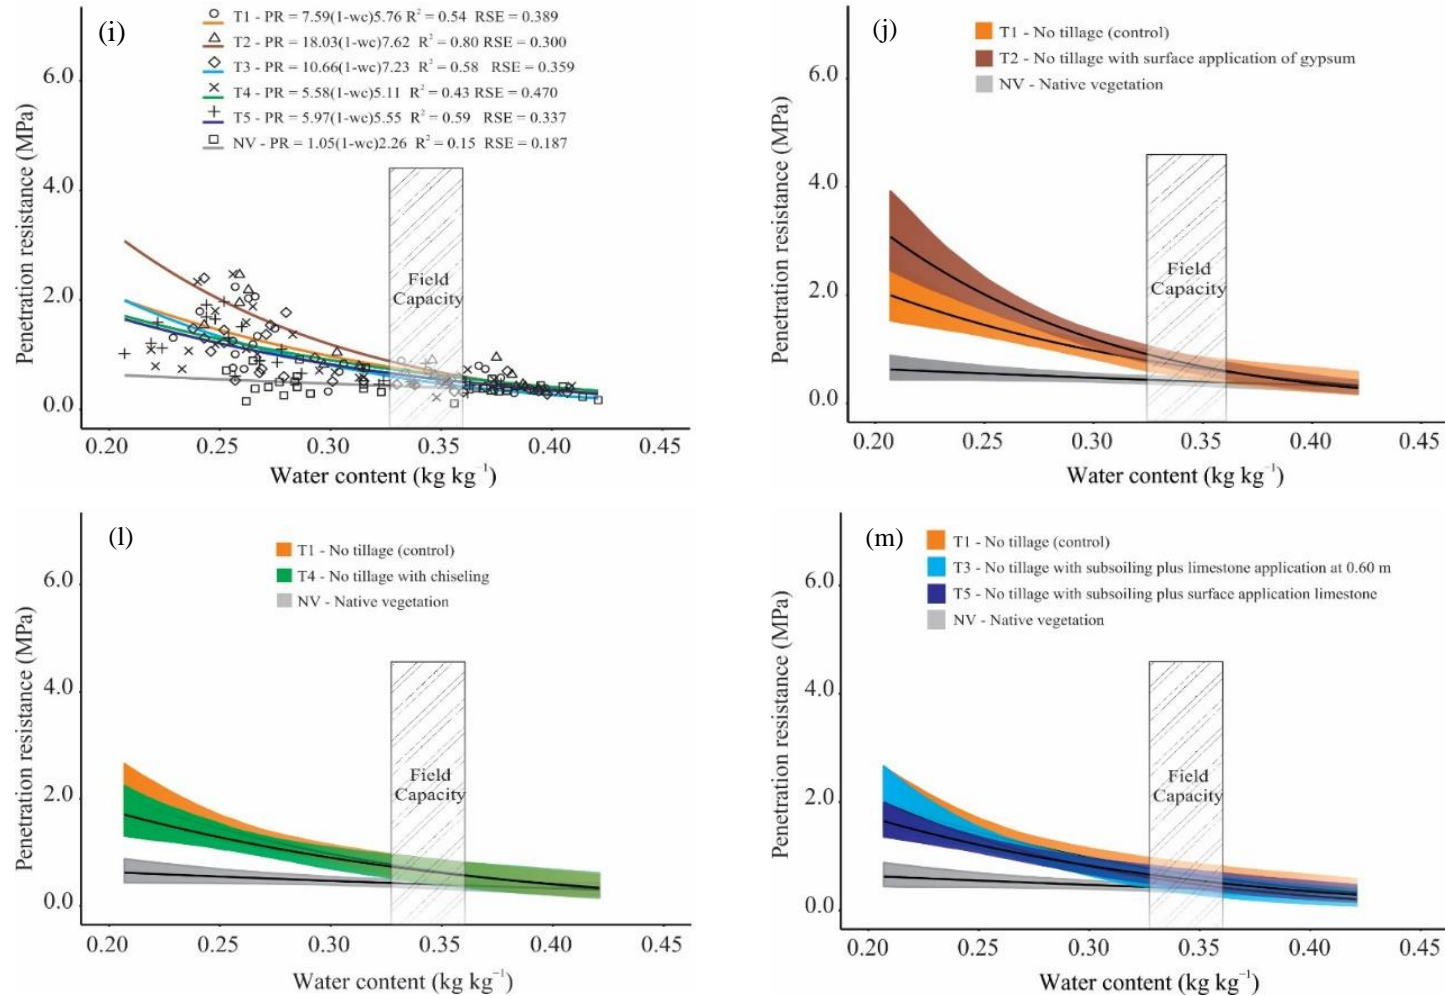 (i)
T1 - PR = 7.59(1-wc)5.76 R² = 0.54 RSE = 0.389
T2 - PR = 18.03(1-wc)7.62 R² = 0.80 RSE = 0.300
T3 - PR = 10.66(1-wc)7.23 R² = 0.58 RSE = 0.359
T4 - PR = 5.58(1-wc)5.11 R² = 0.43 RSE = 0.470
T5 - PR = 5.97(1-wc)5.55 R² = 0.59 RSE = 0.337
NV - PR = 1.05(1-wc)2.26 R² = 0.15 RSE = 0.187
Penetration resistance (MPa)
6.0
4.0
2.0
0.0
Field
Capacity
0.20 0.25 0.30 0.35 0.40 0.45
Water content (kg kg⁻¹)
(j)
T1 - No tillage (control)
T2 - No tillage with surface application of gypsum
NV - Native vegetation
Penetration resistance (MPa)
6.0
4.0
2.0
0.0
Field
Capacity
0.20 0.25 0.30 0.35 0.40 0.45
Water content (kg kg⁻¹)
(l)
T1 - No tillage (control)
T4 - No tillage with chiseling
NV - Native vegetation
Penetration resistance (MPa)
6.0
4.0
2.0
0.0
Field
Capacity
0.20 0.25 0.30 0.35 0.40 0.45
Water content (kg kg⁻¹)
(m)
T1 - No tillage (control)
T3 - No tillage with subsoiling plus limestone application at 0.60 m
T5 - No tillage with subsoiling plus surface application limestone
NV - Native vegetation
Penetration resistance (MPa)
6.0
4.0
2.0
0.0
Field
Capacity
0.20 0.25 0.30 0.35 0.40 0.45
Water content (kg kg⁻¹)